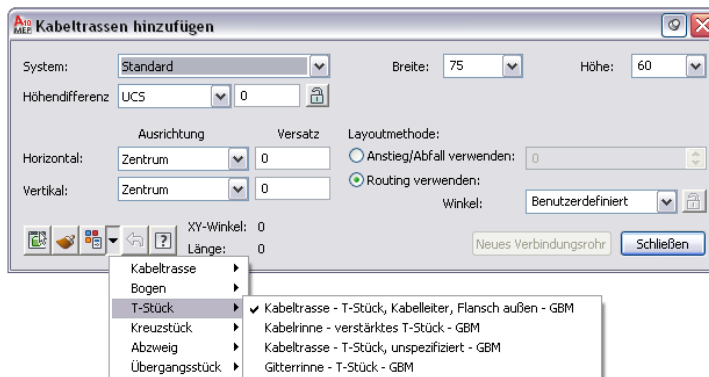 A10 MEP Kabeltrassen hinzufügen
System: Standard Breite: 75 Höhe: 60
Höhendifferenz UCS 0
Ausrichtung Versatz Layoutmethode:
Horizontal: Zentrum 0 Anstieg/Abfall verwenden: 0
Vertikal: Zentrum 0 Routing verwenden:
Winkel: Benutzerdefiniert
XY-Winkel: 0
Länge: 0 Neues Verbindungsrohr Schließen
Kabeltrasse
Bogen
T-Stück Kabeltrasse - T-Stück, Kabelleiter, Flansch außen - GBM
Kreuzstück Kabelrinne - verstärktes T-Stück - GBM
Abzweig Kabeltrasse - T-Stück, unspezifiziert - GBM
Übergangsstück Gitterrinne - T-Stück - GBM